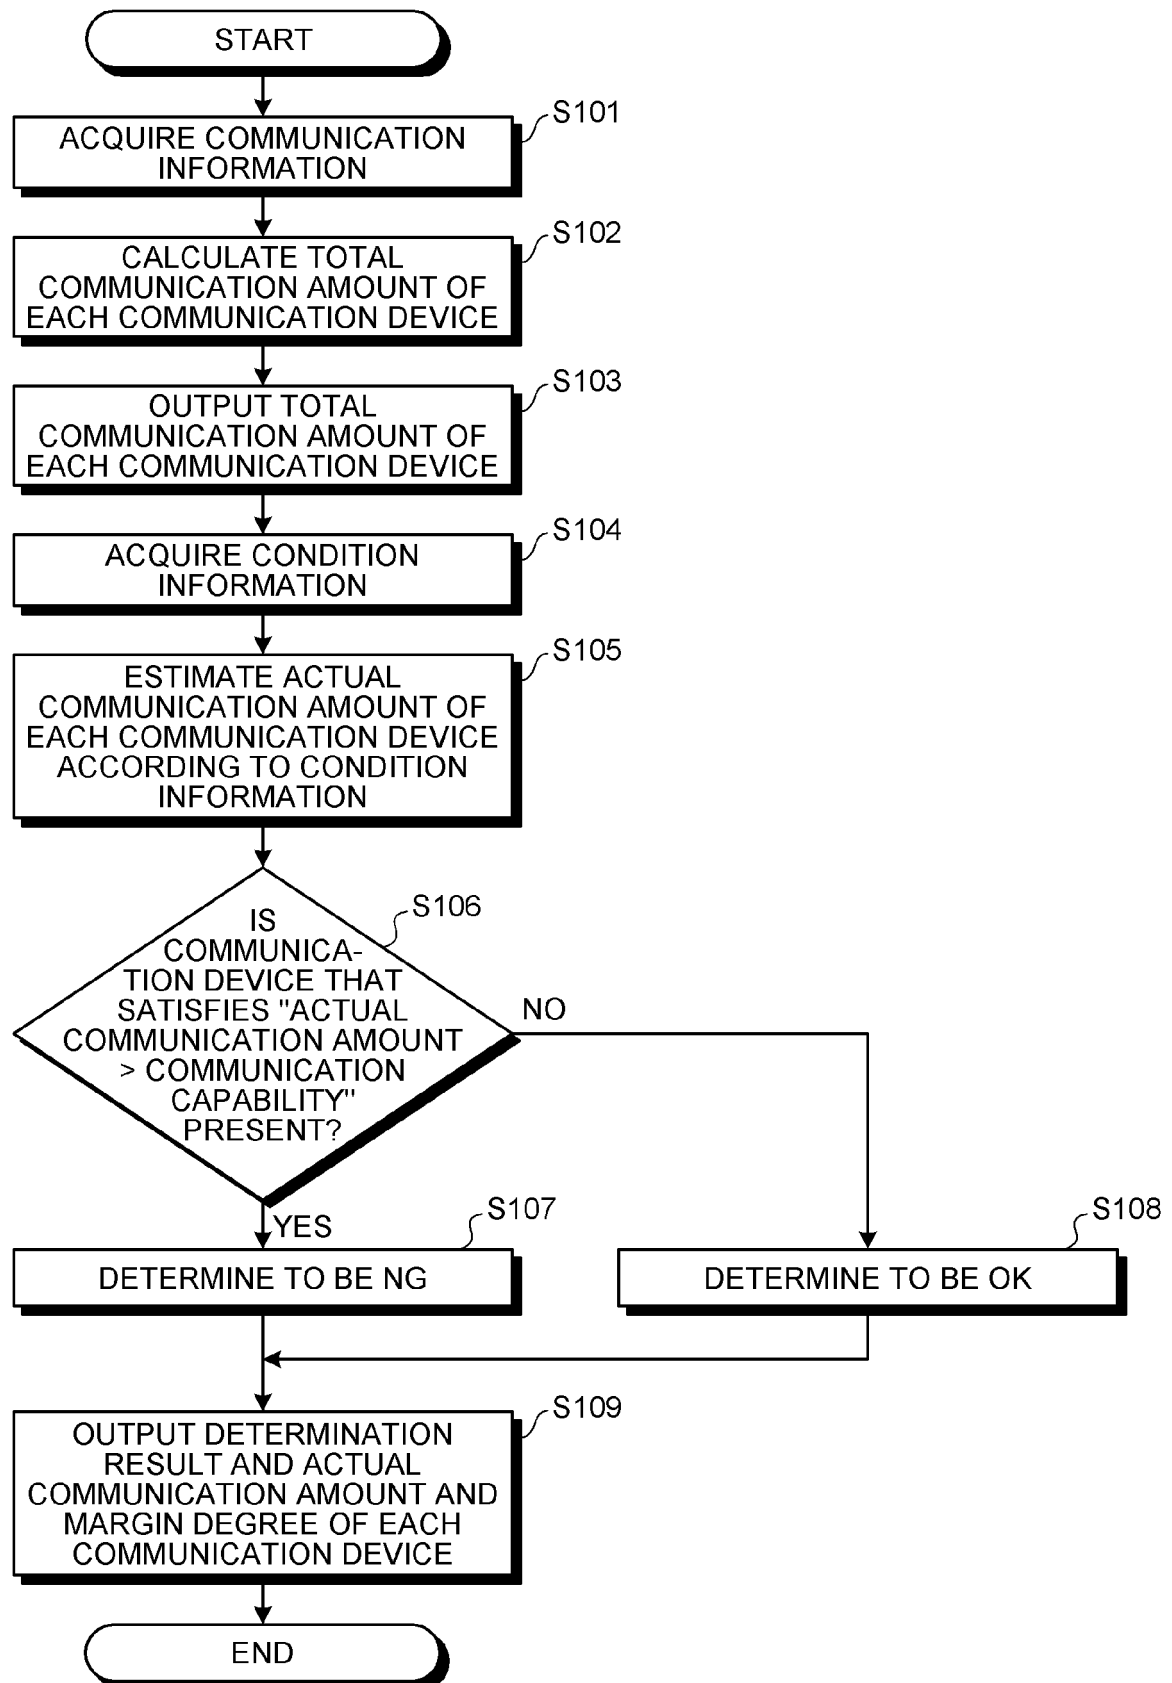 START
S101
ACQUIRE COMMUNICATION
INFORMATION
S102
CALCULATE TOTAL
COMMUNICATION AMOUNT OF
EACH COMMUNICATION DEVICE
S103
OUTPUT TOTAL
COMMUNICATION AMOUNT OF
EACH COMMUNICATION DEVICE
S104
ACQUIRE CONDITION
INFORMATION
S105
ESTIMATE ACTUAL
COMMUNICATION AMOUNT OF
EACH COMMUNICATION DEVICE
ACCORDING TO CONDITION
INFORMATION
S106
IS
COMMUNICA-
TION DEVICE THAT
SATISFIES "ACTUAL
COMMUNICATION AMOUNT
> COMMUNICATION
CAPABILITY"
PRESENT?
NO
YES
S107
DETERMINE TO BE NG
S108
DETERMINE TO BE OK
S109
OUTPUT DETERMINATION
RESULT AND ACTUAL
COMMUNICATION AMOUNT AND
MARGIN DEGREE OF EACH
COMMUNICATION DEVICE
END